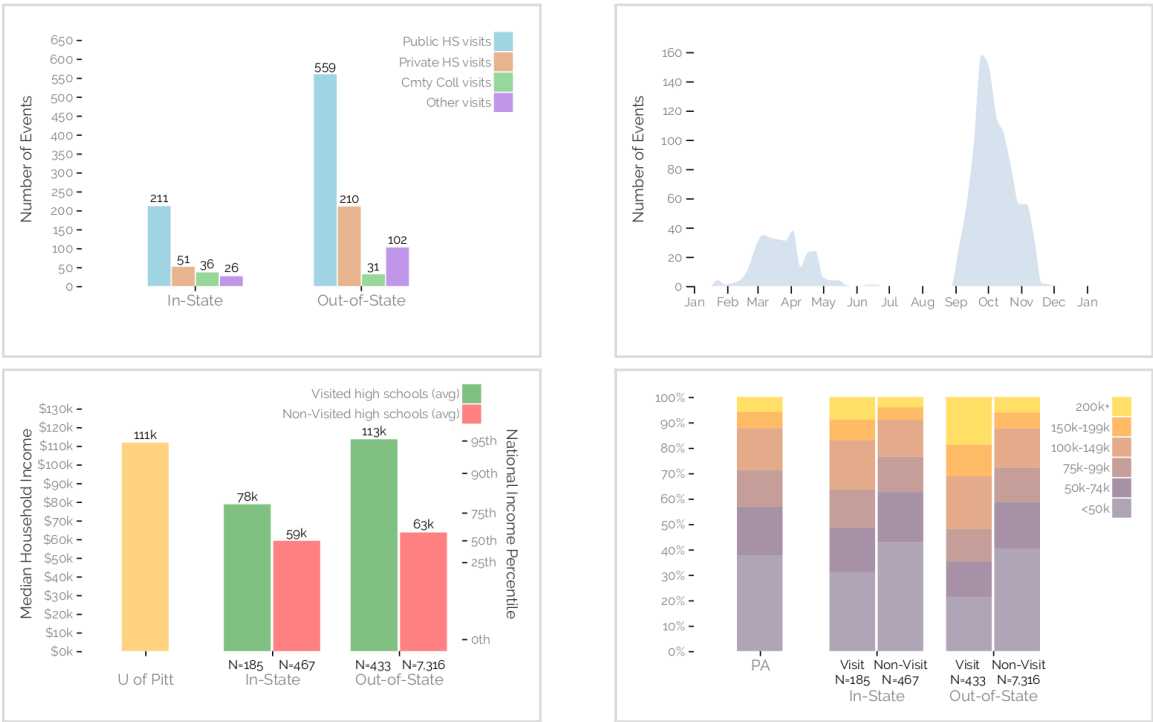 650
600
550
500
450
400
350
300
250
200
150
100
50
0
Number of Events
Public HS visits
Private HS visits
Cmty Coll visits
Other visits
559
211
210
51
36
26
31
102
In-State
Out-of-State
160
140
120
100
80
60
40
20
0
Number of Events
Jan Feb Mar Apr May Jun Jul Aug Sep Oct Nov Dec Jan
Visited high schools (avg)
Non-Visited high schools (avg)
$130k
$120k
$110k
$100k
$90k
$80k
$70k
$60k
$50k
$40k
$30k
$20k
$10k
$0k
Median Household Income
111k
78k
59k
113k
63k
95th
90th
75th
50th
25th
0th
National Income Percentile
N=185 N=467 N=433 N=7,316
U of Pitt In-State Out-of-State
100%
90%
80%
70%
60%
50%
40%
30%
20%
10%
0%
200k+
150k-199k
100k-149k
75k-99k
50k-74k
<50k
PA
Visit Non-Visit Visit Non-Visit
N=185 N=467 N=433 N=7,316
In-State Out-of-State